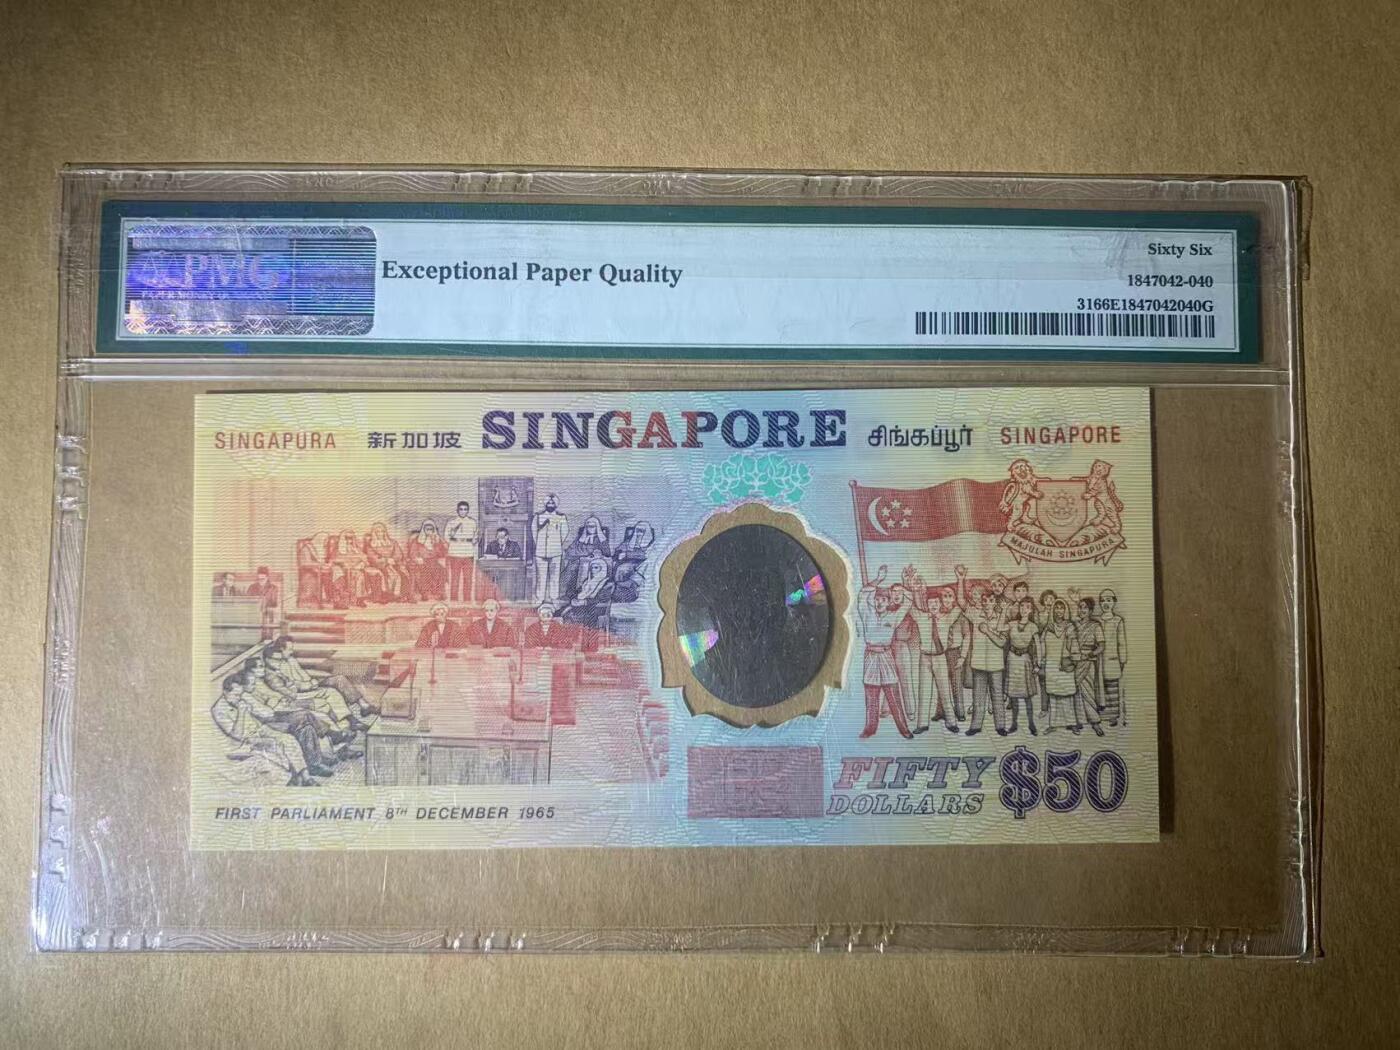 PMG
Exceptional Paper Quality
Sixty Six
1847042-040
3166E1847042040G
SINGAPURA 新加坡 SINGAPORE சிங்கப்பூர் SINGAPORE
MAJULAH SINGAPURA
FIFTY $50
DOLLARS
FIRST PARLIAMENT 8TH DECEMBER 1965